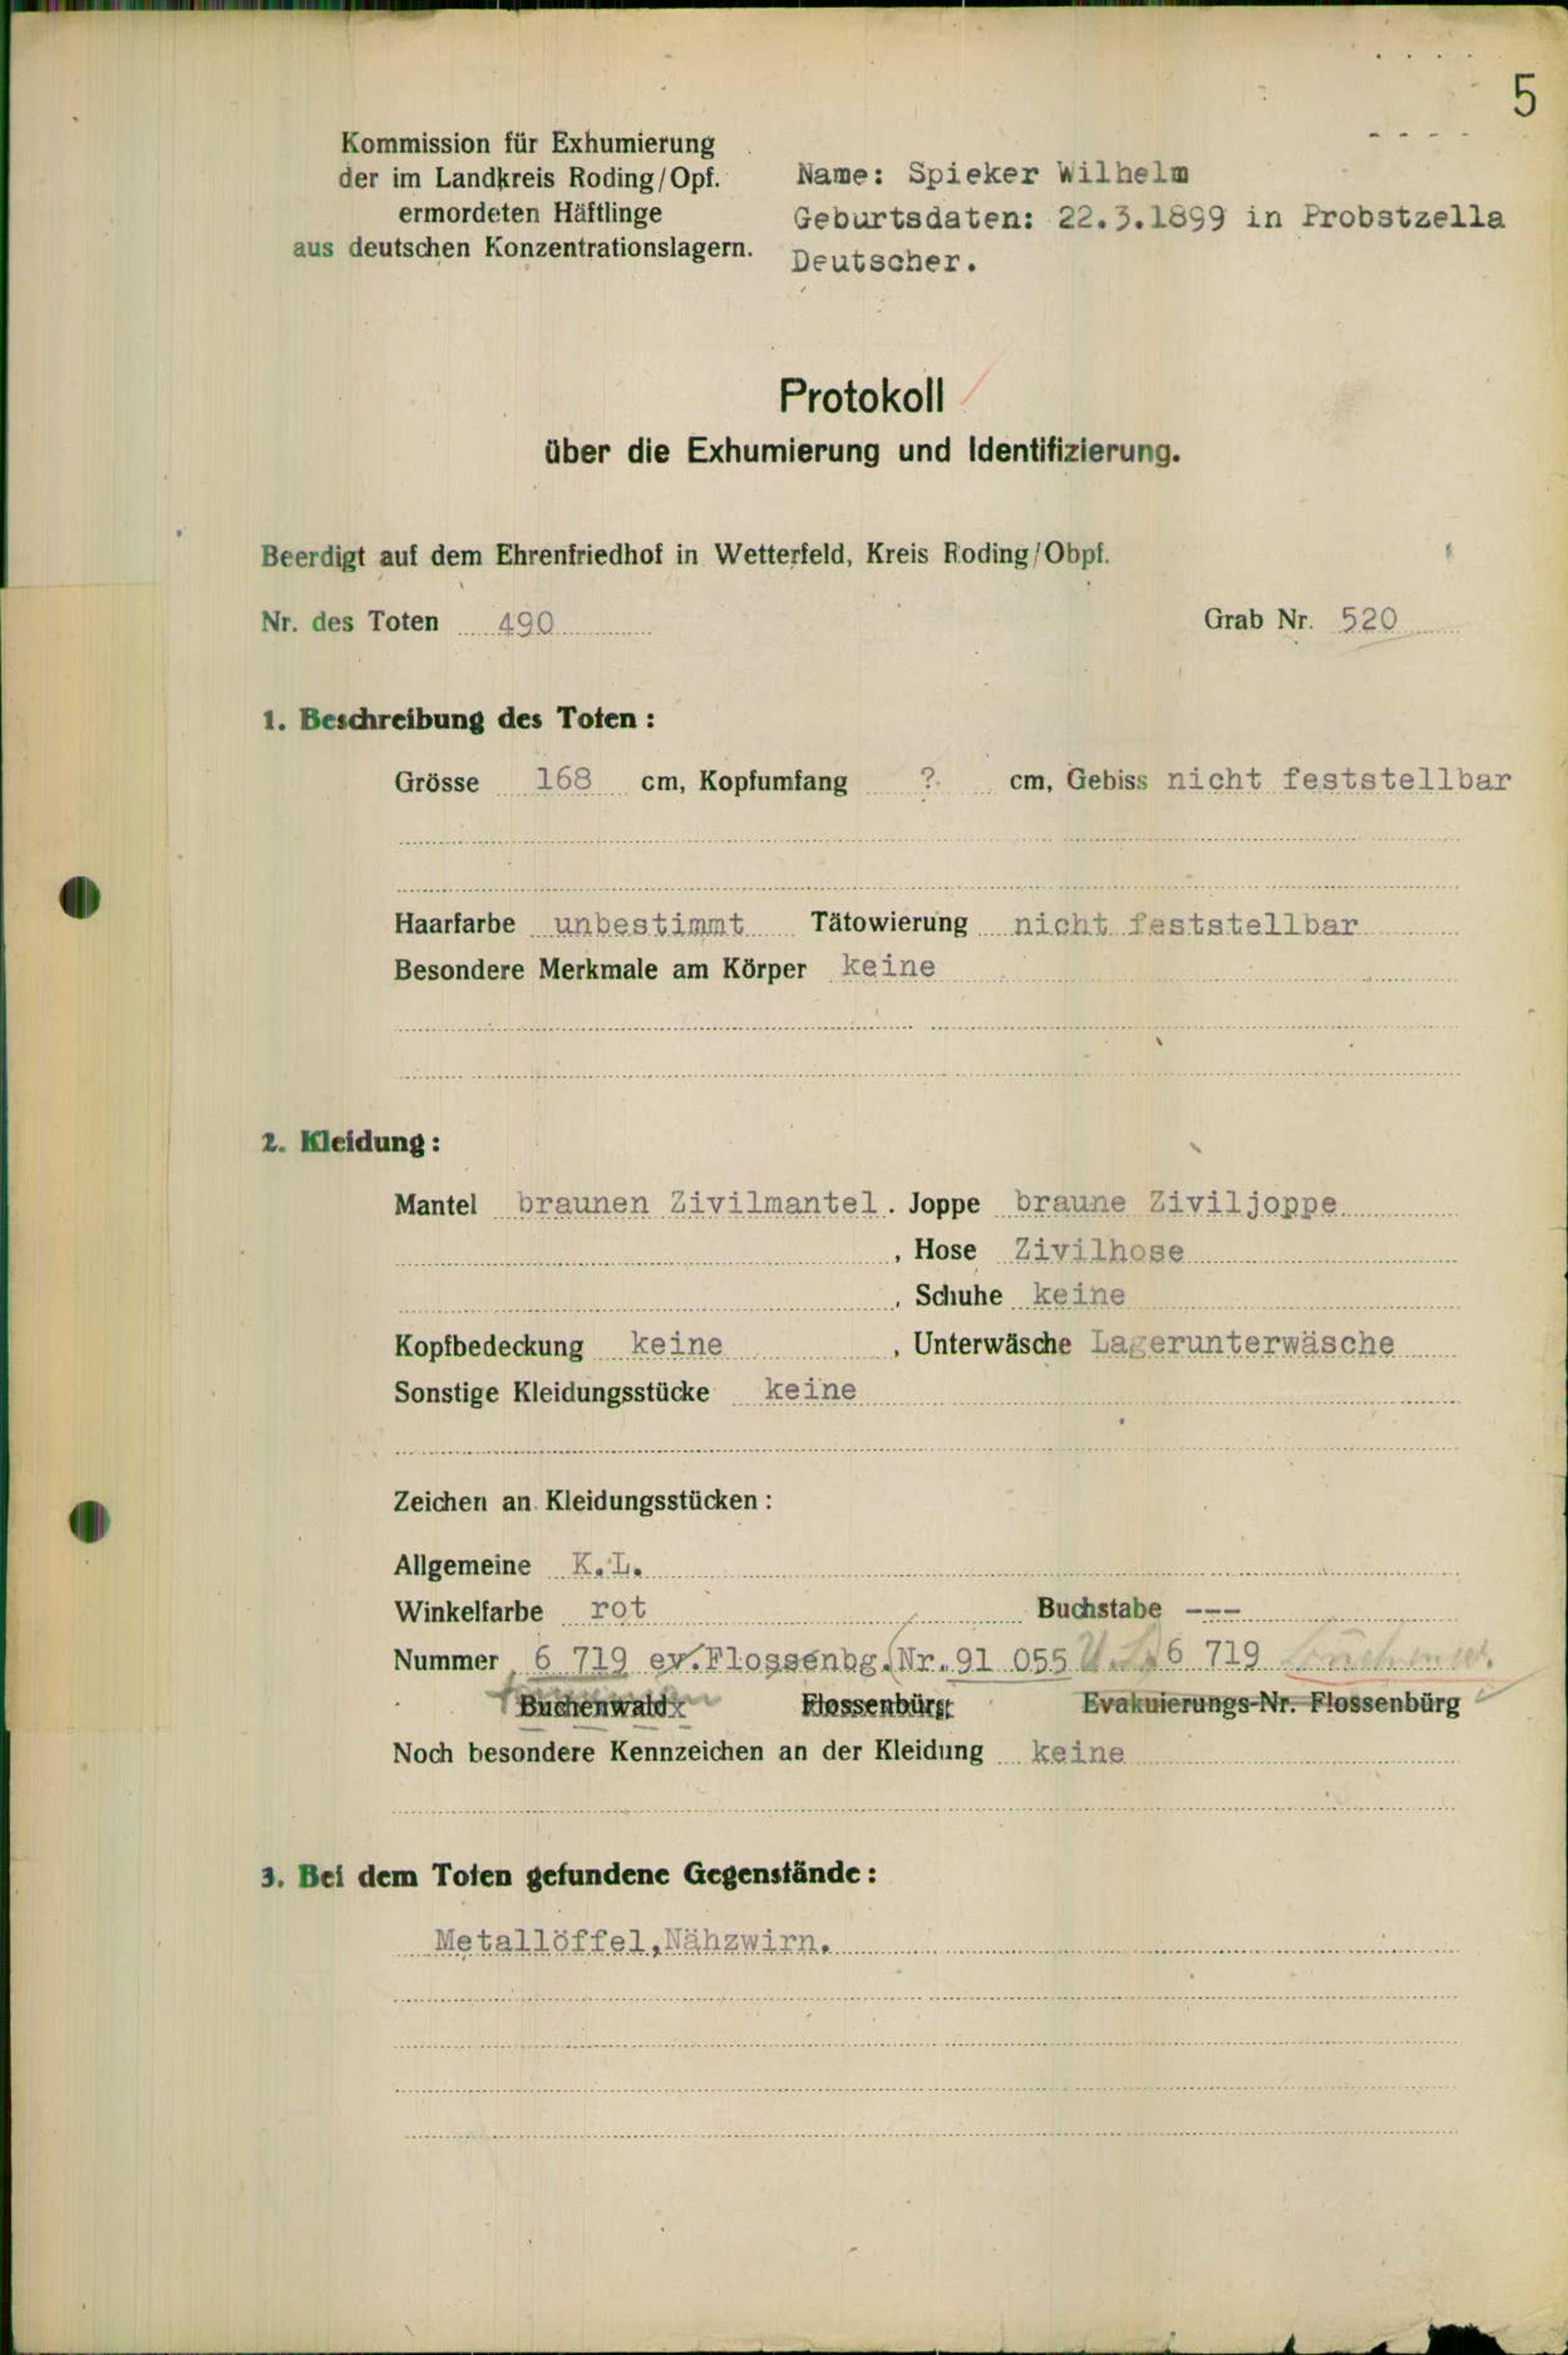 5
Kommission für Exhumierung
der im Landkreis Roding/Opf.
ermordeten Häftlinge
aus deutschen Konzentrationslagern.
Name: Spieker Wilhelm
Geburtsdaten: 22.3.1899 in Probstzella
Deutscher.
Protokoll
über die Exhumierung und Identifizierung.
Beerdigt auf dem Ehrenfriedhof in Wetterfeld, Kreis Roding/Obpf.
Nr. des Toten 490 Grab Nr. 520
1. Beschreibung des Toten :
Grösse 168 cm, Kopfumfang ? cm, Gebiss nicht feststellbar
Haarfarbe unbestimmt Tätowierung nicht feststellbar
Besondere Merkmale am Körper keine
2. Kleidung :
Mantel braunen Zivilmantel. Joppe braune Ziviljoppe
, Hose Zivilhose
, Schuhe keine
Kopfbedeckung keine , Unterwäsche Lagerunterwäsche
Sonstige Kleidungsstücke keine
Zeichen an Kleidungsstücken :
Allgemeine K.L.
Winkelfarbe rot Buchstabe ---
Nummer 6 719 ev.Flossenbg.Nr. 91 055 6 719
Buchenwald Flossenbürg Evakuierungs-Nr. Flossenbürg
Noch besondere Kennzeichen an der Kleidung keine
3. Bei dem Toten gefundene Gegenstände :
Metallöffel,Nähzwirn.